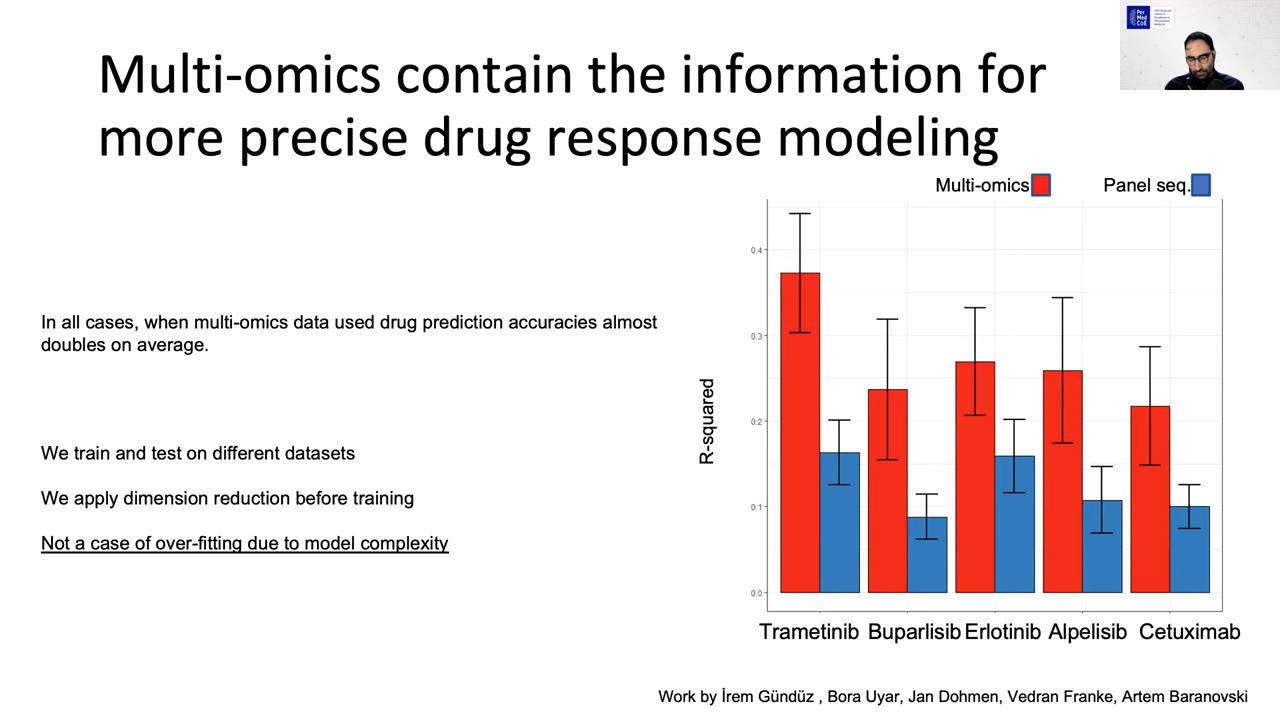 Multi-omics contain the information for
more precise drug response modeling
Per
Med
CoE
Multi-omics
Panel seq.
In all cases, when multi-omics data used drug prediction accuracies almost
doubles on average.
We train and test on different datasets
We apply dimension reduction before training
Not a case of over-fitting due to model complexity
R-squared
0.4
0.3
0.2
0.1
0.0
Trametinib Buparlisib Erlotinib Alpelisib Cetuximab
Work by İrem Gündüz , Bora Uyar, Jan Dohmen, Vedran Franke, Artem Baranovski